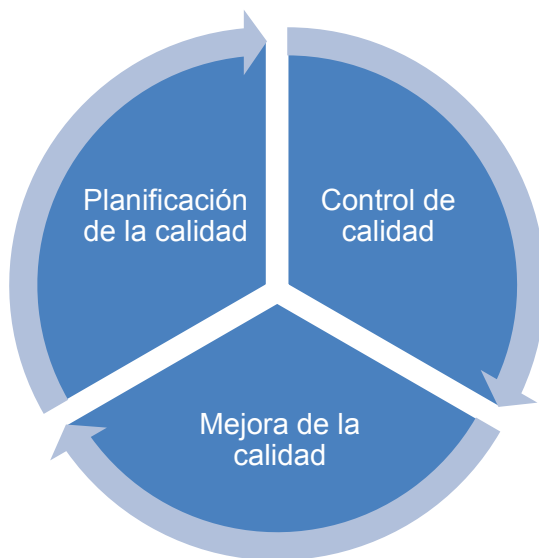 Planificación
de la calidad
Control de
calidad
Mejora de la
calidad